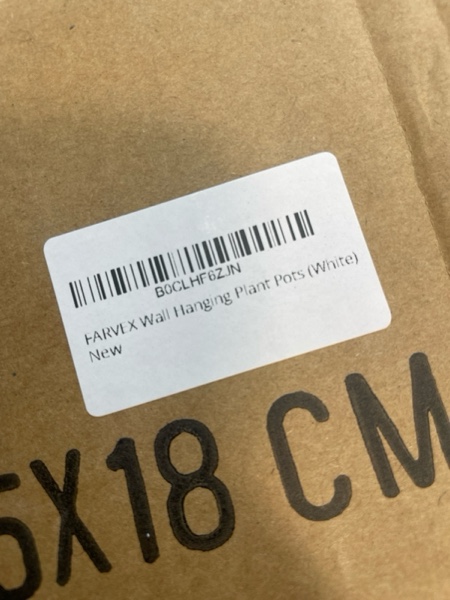 B0CLHF6ZJN
FARVEX Wall Hanging Plant Pots (White)
New
5X18 CM